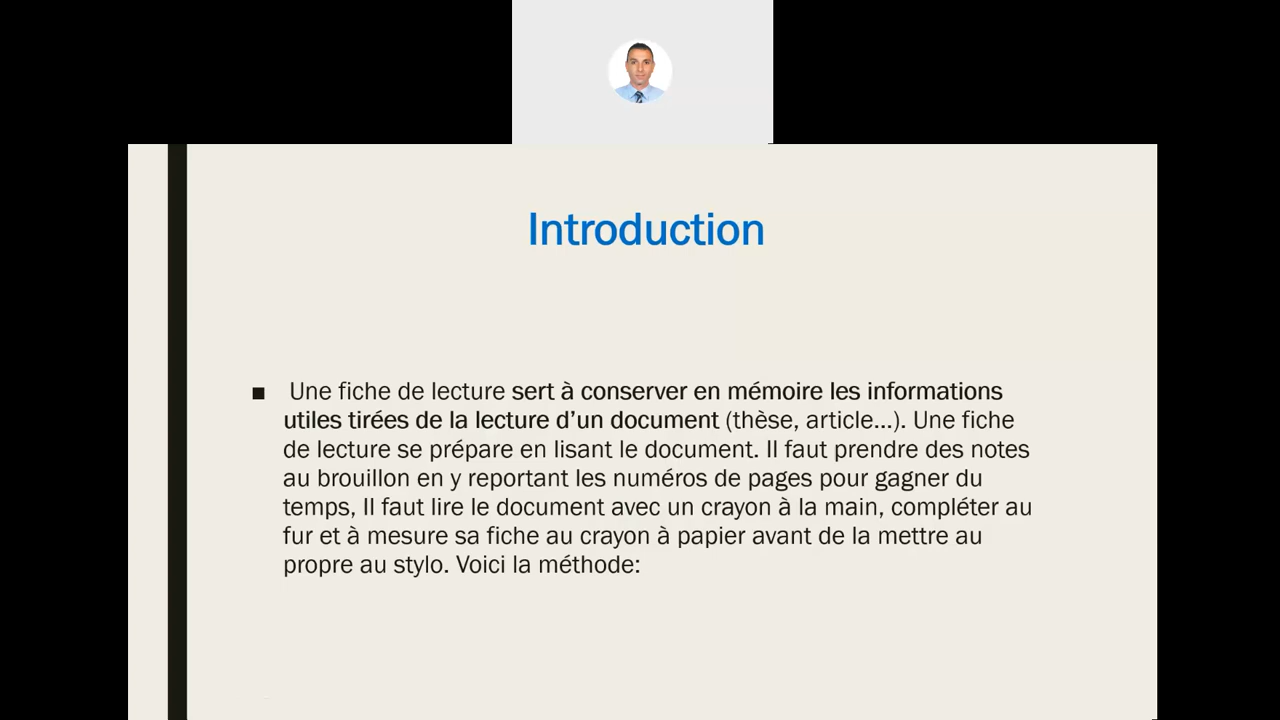 Introduction
■ Une fiche de lecture sert à conserver en mémoire les informations
utiles tirées de la lecture d’un document (thèse, article...). Une fiche
de lecture se prépare en lisant le document. Il faut prendre des notes
au brouillon en y reportant les numéros de pages pour gagner du
temps, Il faut lire le document avec un crayon à la main, compléter au
fur et à mesure sa fiche au crayon à papier avant de la mettre au
propre au stylo. Voici la méthode: